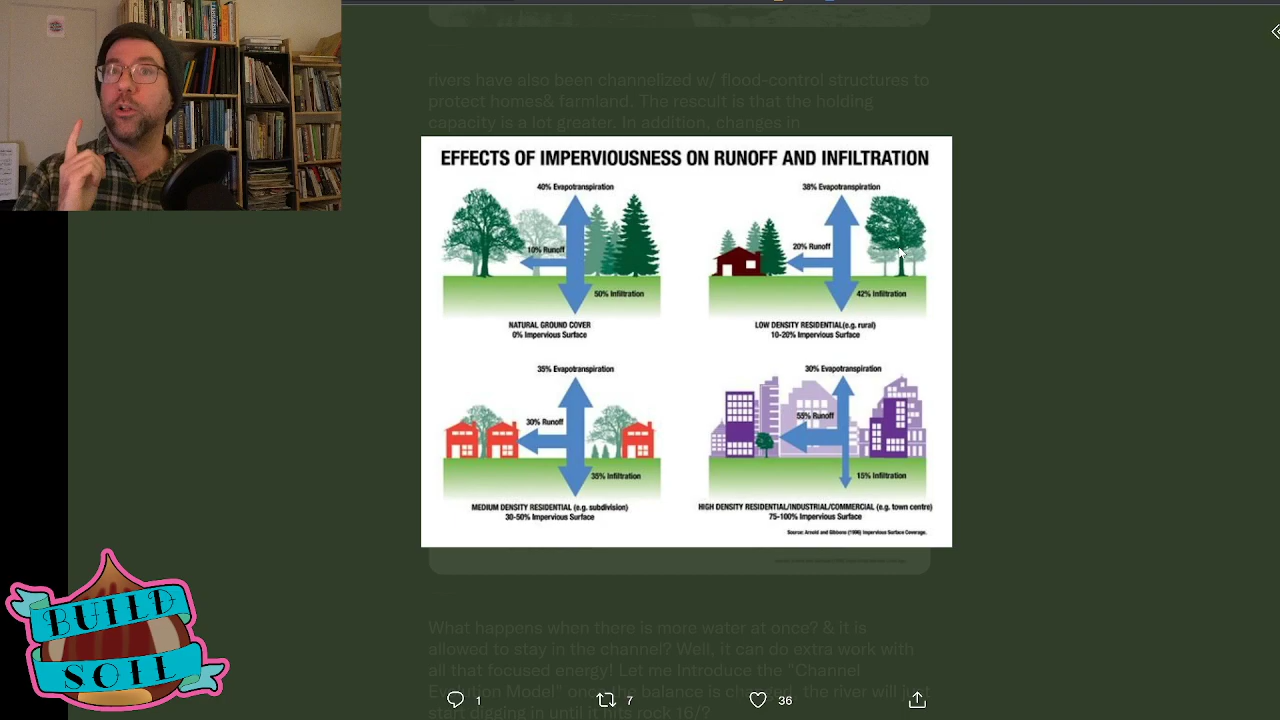 rivers have also been channelized w/ flood-control structures to
protect homes& farmland. The rescult is that the holding
capacity is a lot greater. In addition, changes in
EFFECTS OF IMPERVIOUSNESS ON RUNOFF AND INFILTRATION
40% Evapotranspiration
10% Runoff
50% Infiltration
NATURAL GROUND COVER
0% Impervious Surface
38% Evapotranspiration
20% Runoff
42% Infiltration
LOW DENSITY RESIDENTIAL(e.g. rural)
10-20% Impervious Surface
35% Evapotranspiration
30% Runoff
35% Infiltration
MEDIUM DENSITY RESIDENTIAL (e.g. subdivision)
30-50% Impervious Surface
30% Evapotranspiration
55% Runoff
15% Infiltration
HIGH DENSITY RESIDENTIAL/INDUSTRIAL/COMMERCIAL (e.g. town centre)
75-100% Impervious Surface
Source: Arnold and Gibbons (1996) Impervious Surface Coverage.
What happens when there is more water at once? & it is
allowed to stay in the channel? Well, it can do extra work with
all that focused energy! Let me Introduce the "Channel
Evolution Model" once the balance is changed, the river will just
start digging in until it hits rock 16/?
1
7
36
BUILD
SOIL